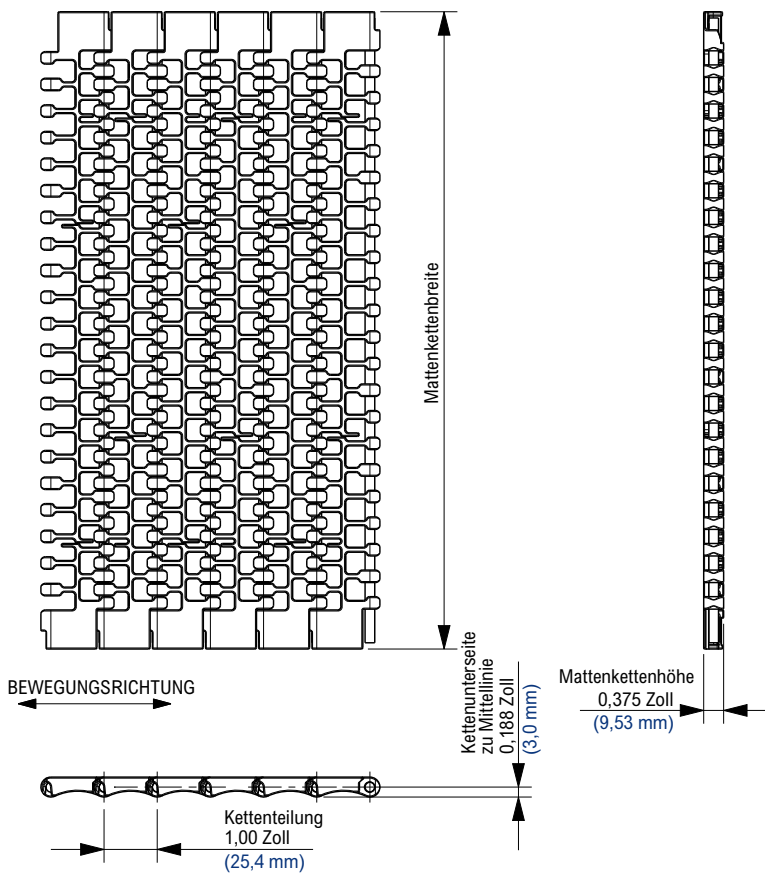 Mattenkettenbreite
BEWEGUNGSRICHTUNG
Kettenunterseite
zu Mittellinie
0,188 Zoll
(3,0 mm)
Mattenkettenhöhe
0,375 Zoll
(9,53 mm)
Kettenteilung
1,00 Zoll
(25,4 mm)